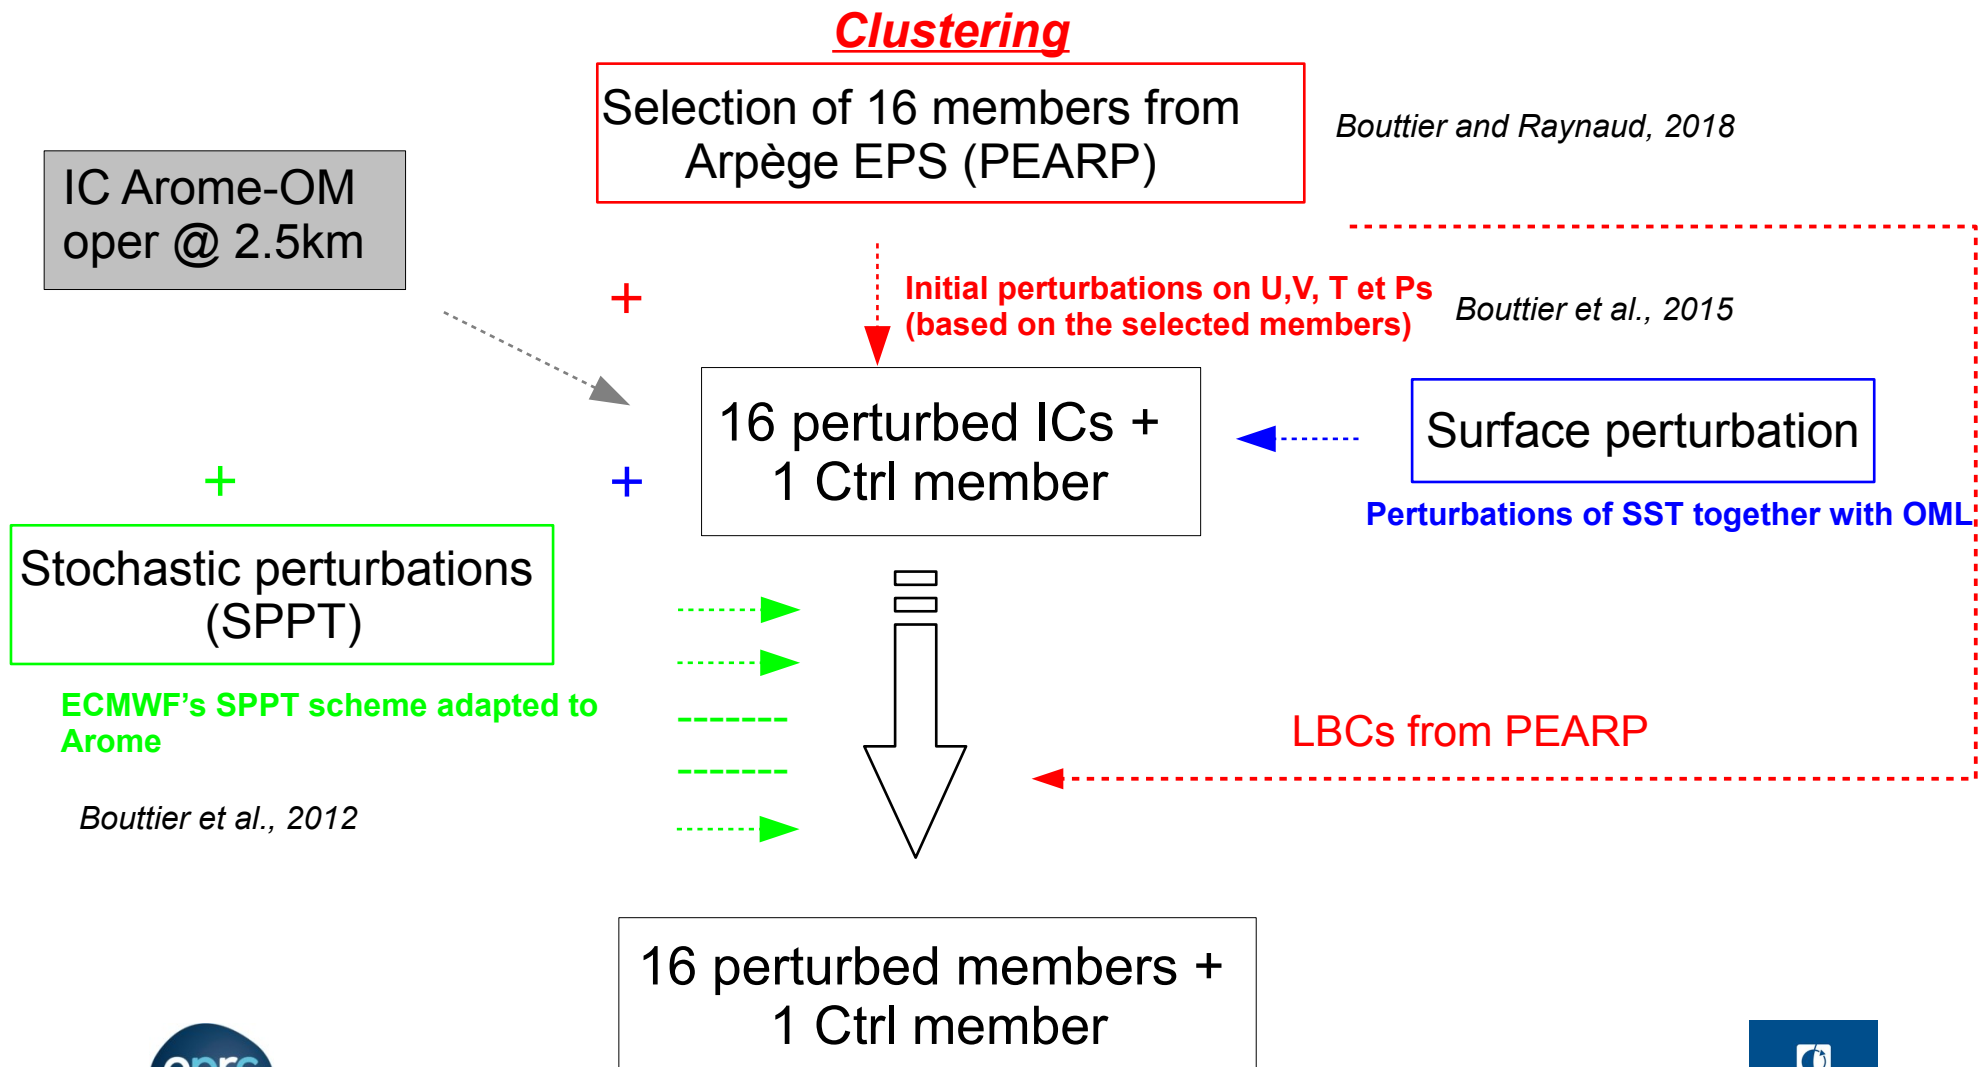 Clustering
Selection of 16 members from
Arpège EPS (PEARP)
Bouttier and Raynaud, 2018
IC Arome-OM
oper @ 2.5km
+
Initial perturbations on U,V, T et Ps
(based on the selected members)
Bouttier et al., 2015
16 perturbed ICs +
1 Ctrl member
Surface perturbation
Perturbations of SST together with OML
+
+
Stochastic perturbations
(SPPT)
ECMWF's SPPT scheme adapted to
Arome
Bouttier et al., 2012
LBCs from PEARP
16 perturbed members +
1 Ctrl member